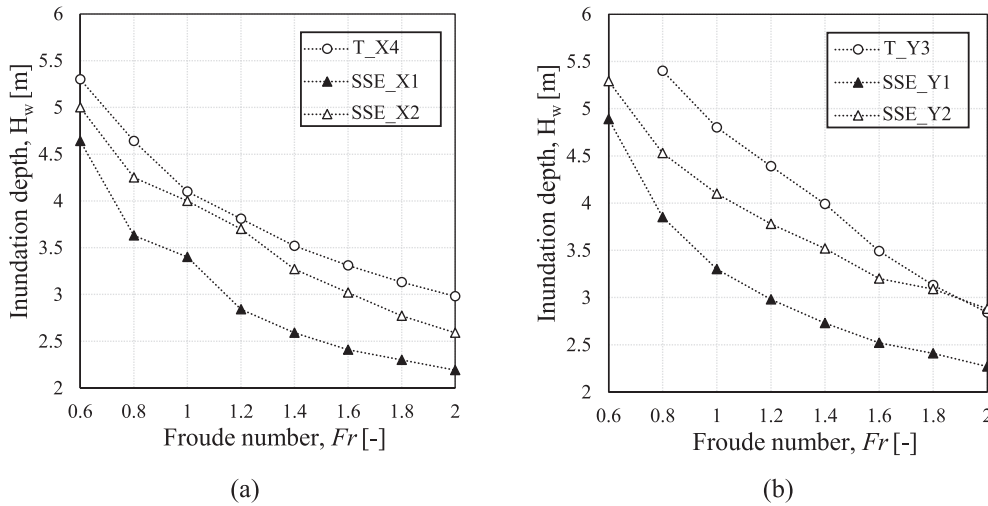 6
5.5
5
4.5
4
3.5
3
2.5
2
Inundation depth, H_w [m]
T_X4
SSE_X1
SSE_X2
0.6 0.8 1 1.2 1.4 1.6 1.8 2
Froude number, Fr [-]
(a)
6
5.5
5
4.5
4
3.5
3
2.5
2
Inundation depth, H_w [m]
T_Y3
SSE_Y1
SSE_Y2
0.6 0.8 1 1.2 1.4 1.6 1.8 2
Froude number, Fr [-]
(b)